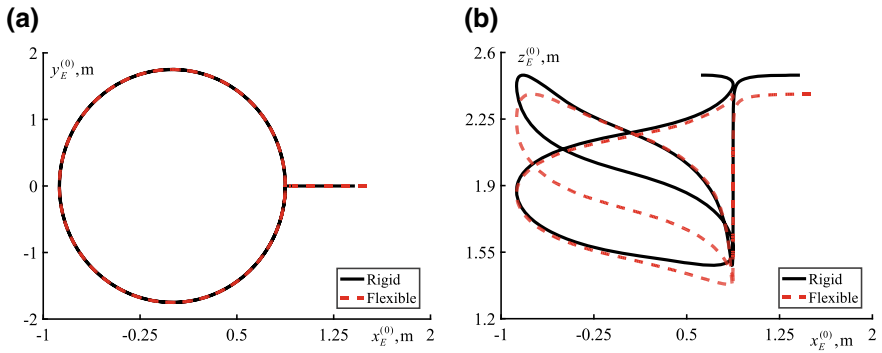 (a)
y_E^(0), m
2
1
0
-1
-2
-1
-0.25
0.5
1.25
2
x_E^(0), m
Rigid
Flexible
(b)
z_E^(0), m
2.6
2.25
1.9
1.55
1.2
-1
-0.25
0.5
1.25
2
x_E^(0), m
Rigid
Flexible